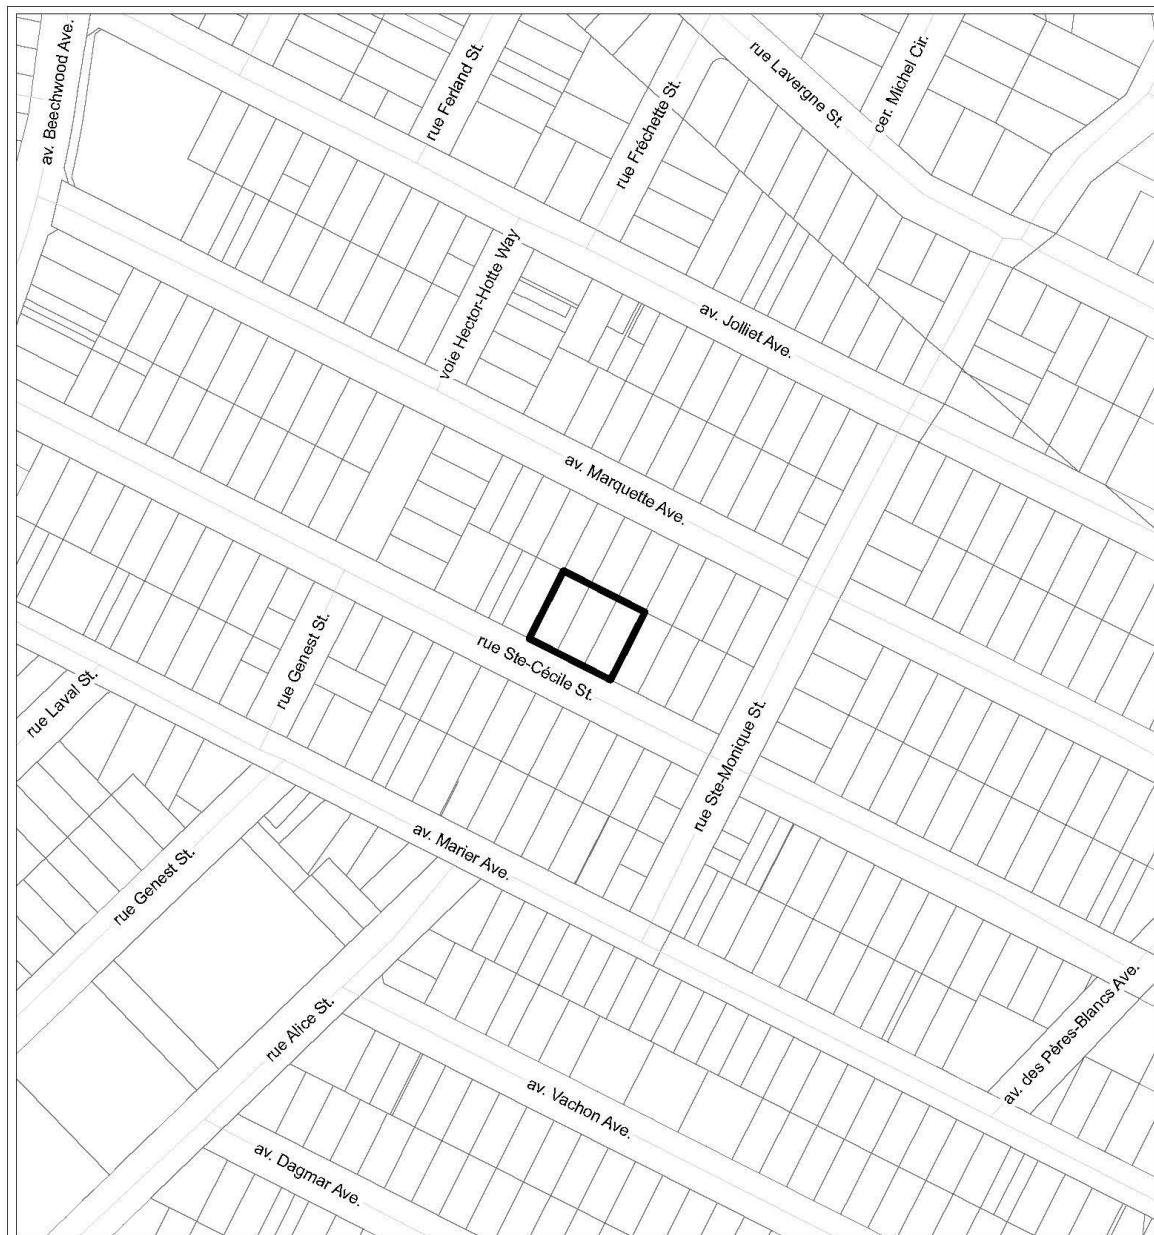 av. Beechwood Ave.
rue Ferland St.
rue Fréchette St.
rue Lavergne St.
cer. Michel Cir.
voie Hector-Hotte Way
av. Jolliet Ave.
av. Marquette Ave.
rue Genest St.
rue Ste-Cécile St.
rue Laval St.
rue Ste-Monique St.
av. Marier Ave.
rue Genest St.
rue Alice St.
av. des Pères-Blancs Ave.
av. Vachon Ave.
av. Dagmar Ave.